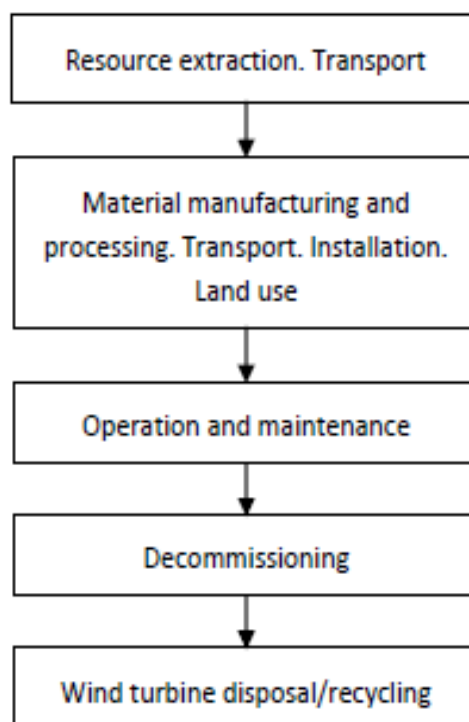 Resource extraction. Transport
Material manufacturing and
processing. Transport. Installation.
Land use
Operation and maintenance
Decommissioning
Wind turbine disposal/recycling